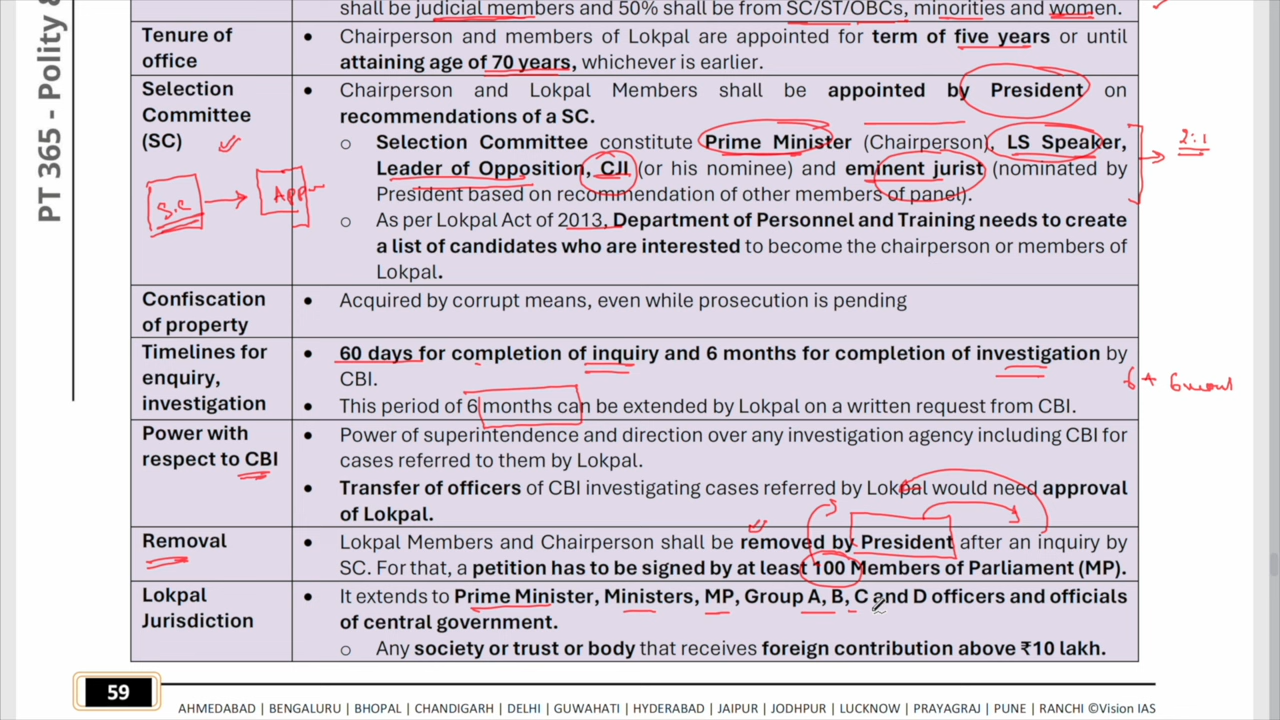 shall be judicial members and 50% shall be from SC/ST/OBCs, minorities and women.
PT 365 - Polity &
Tenure of office
• Chairperson and members of Lokpal are appointed for term of five years or until
attaining age of 70 years, whichever is earlier.
Selection Committee (SC)
• Chairperson and Lokpal Members shall be appointed by President on
recommendations of a SC.
o Selection Committee constitute Prime Minister (Chairperson), LS Speaker,
Leader of Opposition, CJI (or his nominee) and eminent jurist (nominated by
President based on recommendation of other members of panel).
o As per Lokpal Act of 2013, Department of Personnel and Training needs to create
a list of candidates who are interested to become the chairperson or members of
Lokpal.
S.C
App
2:1
Confiscation of property
• Acquired by corrupt means, even while prosecution is pending
Timelines for enquiry, investigation
• 60 days for completion of inquiry and 6 months for completion of investigation by
CBI.
• This period of 6 months can be extended by Lokpal on a written request from CBI.
6 + 6
Power with respect to CBI
• Power of superintendence and direction over any investigation agency including CBI for
cases referred to them by Lokpal.
• Transfer of officers of CBI investigating cases referred by Lokpal would need approval
of Lokpal.
Removal
• Lokpal Members and Chairperson shall be removed by President after an inquiry by
SC. For that, a petition has to be signed by at least 100 Members of Parliament (MP).
Lokpal Jurisdiction
• It extends to Prime Minister, Ministers, MP, Group A, B, C and D officers and officials
of central government.
o Any society or trust or body that receives foreign contribution above ₹10 lakh.
59
AHMEDABAD | BENGALURU | BHOPAL | CHANDIGARH | DELHI | GUWAHATI | HYDERABAD | JAIPUR | JODHPUR | LUCKNOW | PRAYAGRAJ | PUNE | RANCHI ©Vision IAS